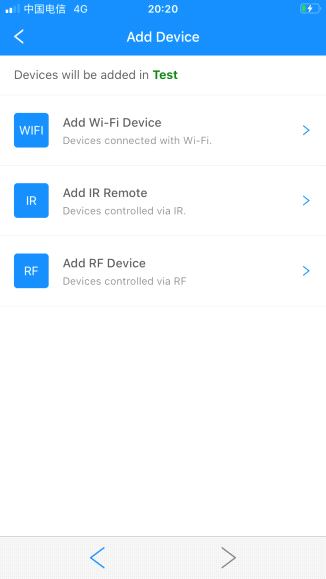 中国电信 4G 20:20
Add Device
Devices will be added in Test
WIFI
Add Wi-Fi Device
Devices connected with Wi-Fi.
IR
Add IR Remote
Devices controlled via IR.
RF
Add RF Device
Devices controlled via RF